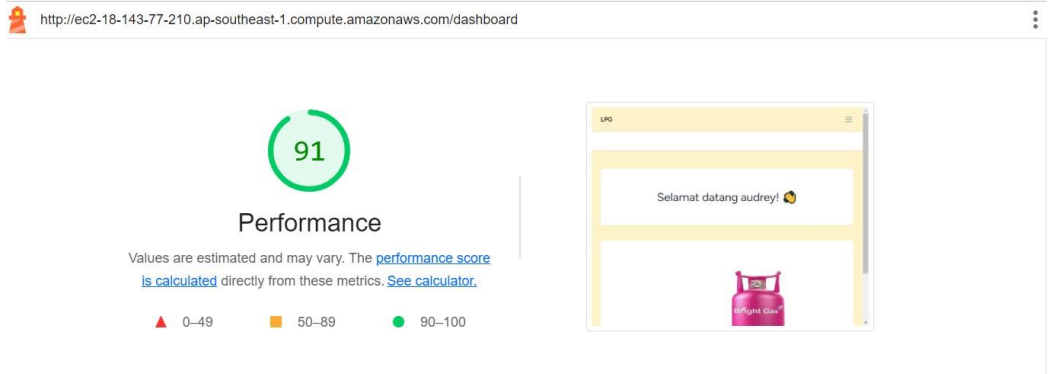 http://ec2-18-143-77-210.ap-southeast-1.compute.amazonaws.com/dashboard
91
Performance
Values are estimated and may vary. The performance score
is calculated directly from these metrics. See calculator.
0–49
50–89
90–100
LPG
Selamat datang audrey!
Bright Gas